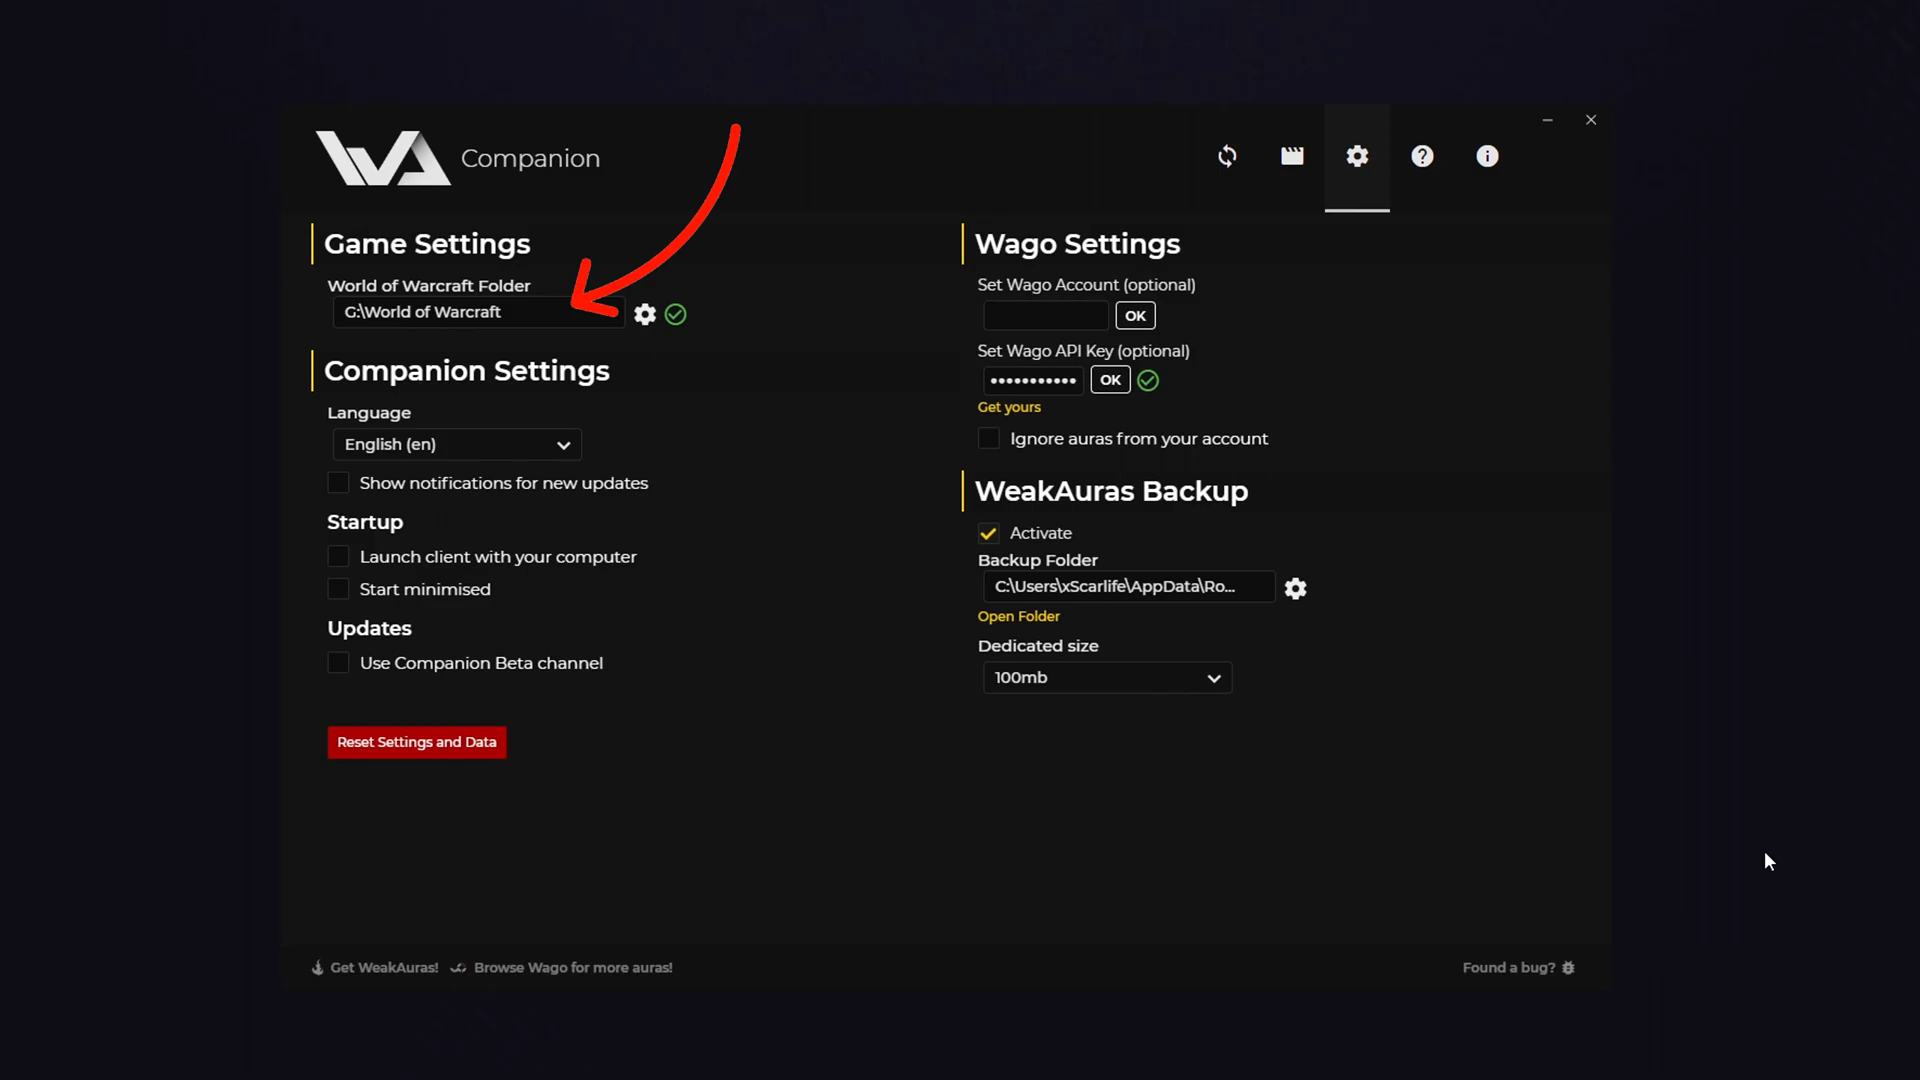 WA Companion
Game Settings
World of Warcraft Folder
G:\World of Warcraft
Companion Settings
Language
English (en)
Show notifications for new updates
Startup
Launch client with your computer
Start minimised
Updates
Use Companion Beta channel
Reset Settings and Data
Wago Settings
Set Wago Account (optional)
OK
Set Wago API Key (optional)
••••••••••• OK
Get yours
Ignore auras from your account
WeakAuras Backup
Activate
Backup Folder
C:\Users\xScarlife\AppData\Ro...
Open Folder
Dedicated size
100mb
Get WeakAuras! Browse Wago for more auras!
Found a bug?